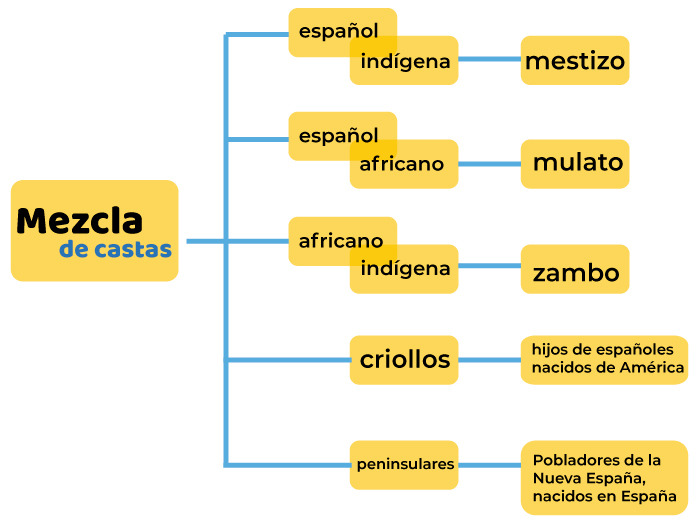 Mezcla
de castas
español
indígena
mestizo
español
africano
mulato
africano
indígena
zambo
criollos
hijos de españoles
nacidos de América
peninsulares
Pobladores de la
Nueva España,
nacidos en España